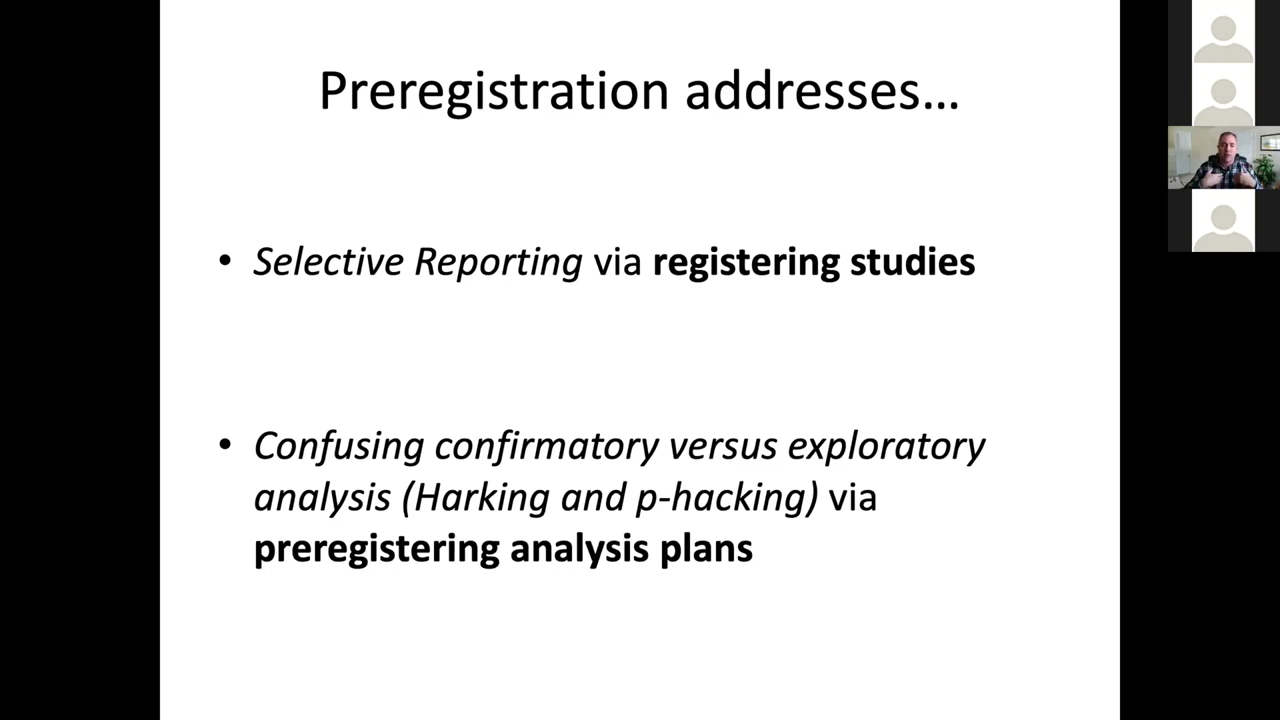 Preregistration addresses…
• Selective Reporting via registering studies
• Confusing confirmatory versus exploratory
analysis (Harking and p-hacking) via
preregistering analysis plans